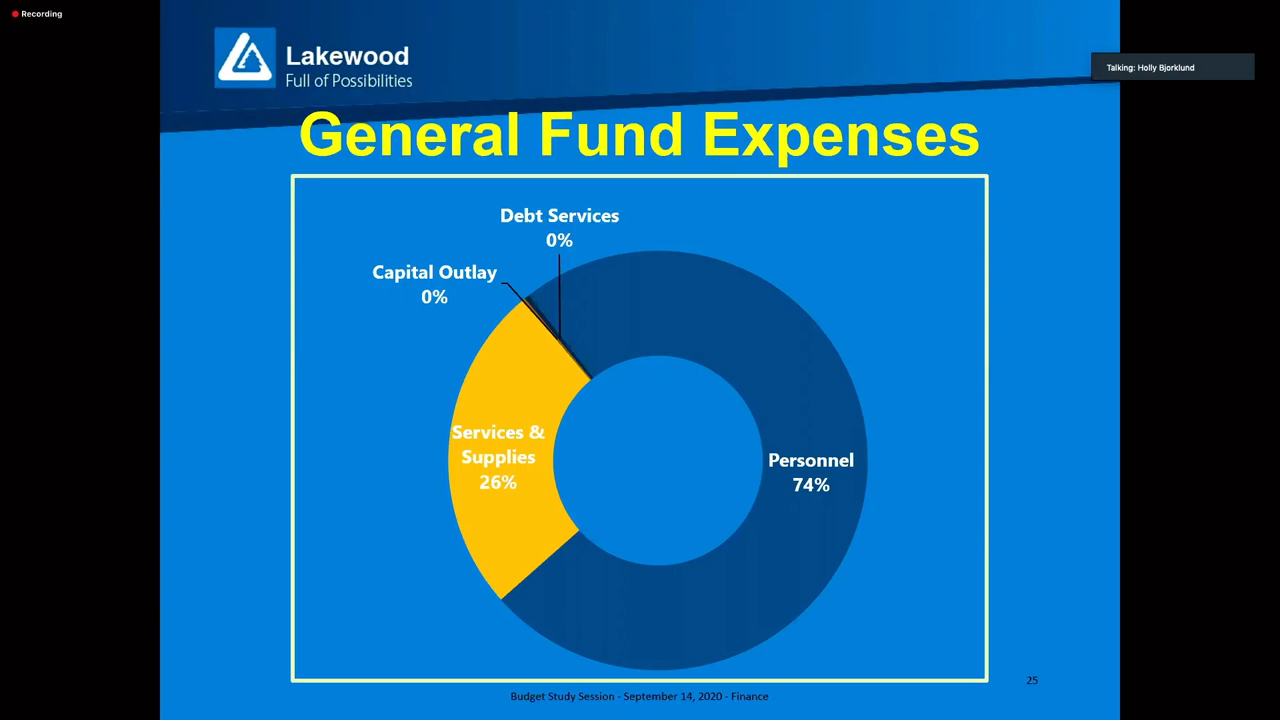 Recording
Lakewood
Full of Possibilities
Talking: Holly Bjorklund
General Fund Expenses
Debt Services
0%
Capital Outlay
0%
Services &
Supplies
26%
Personnel
74%
25
Budget Study Session - September 14, 2020 - Finance